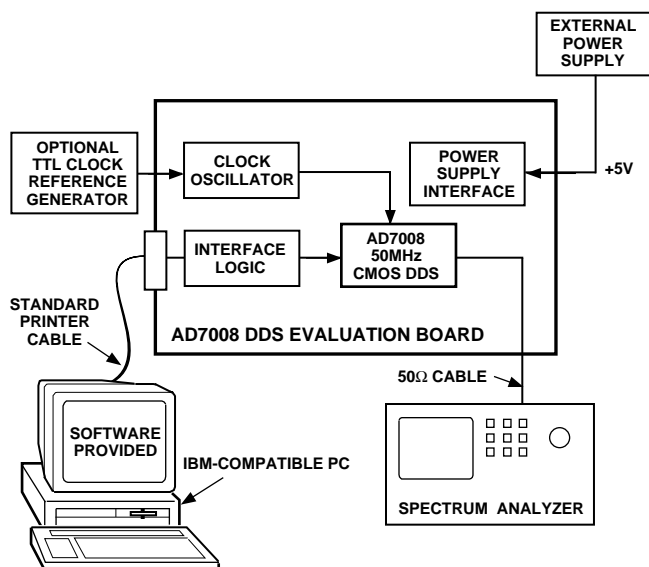 EXTERNAL
POWER
SUPPLY
OPTIONAL
TTL CLOCK
REFERENCE
GENERATOR
CLOCK
OSCILLATOR
POWER
SUPPLY
INTERFACE
+5V
INTERFACE
LOGIC
AD7008
50MHz
CMOS DDS
STANDARD
PRINTER
CABLE
AD7008 DDS EVALUATION BOARD
50Ω CABLE
SOFTWARE
PROVIDED
IBM-COMPATIBLE PC
SPECTRUM ANALYZER